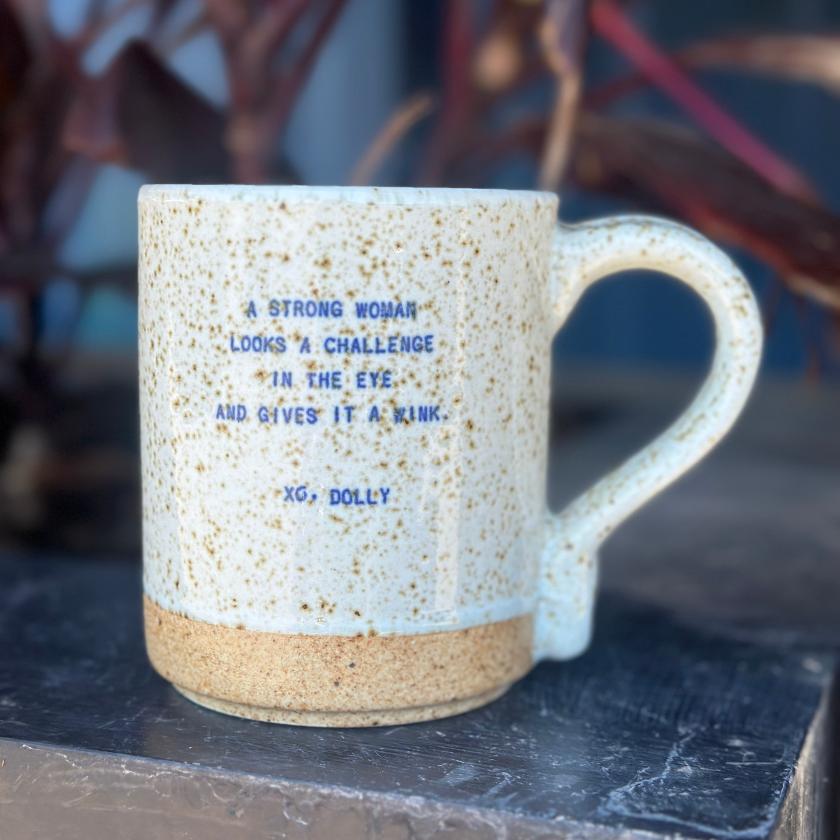 A STRONG WOMAN
LOOKS A CHALLENGE
IN THE EYE
AND GIVES IT A WINK.
XO, DOLLY